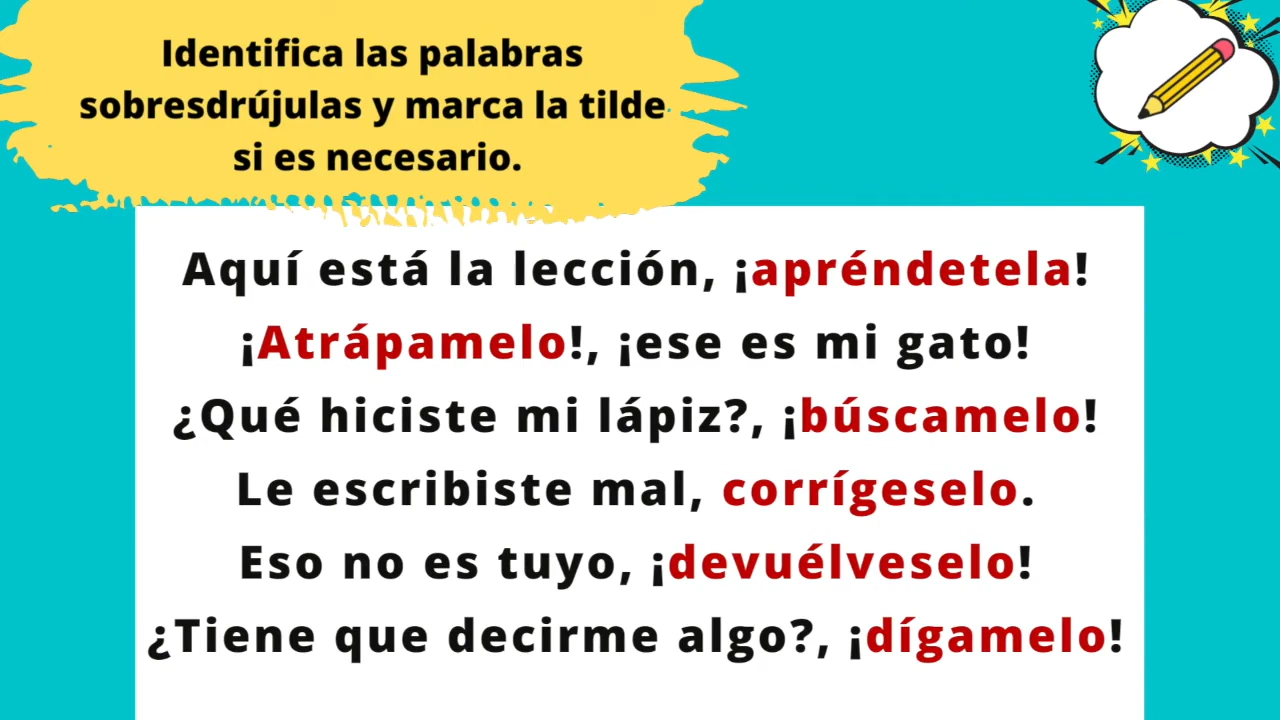 Identifica las palabras
sobresdrújulas y marca la tilde
si es necesario.
Aquí está la lección, ¡apréndetela!
¡Atrápamelo!, ¡ese es mi gato!
¿Qué hiciste mi lápiz?, ¡búscamelo!
Le escribiste mal, corrígeselo.
Eso no es tuyo, ¡devuélveselo!
¿Tiene que decirme algo?, ¡dígamelo!